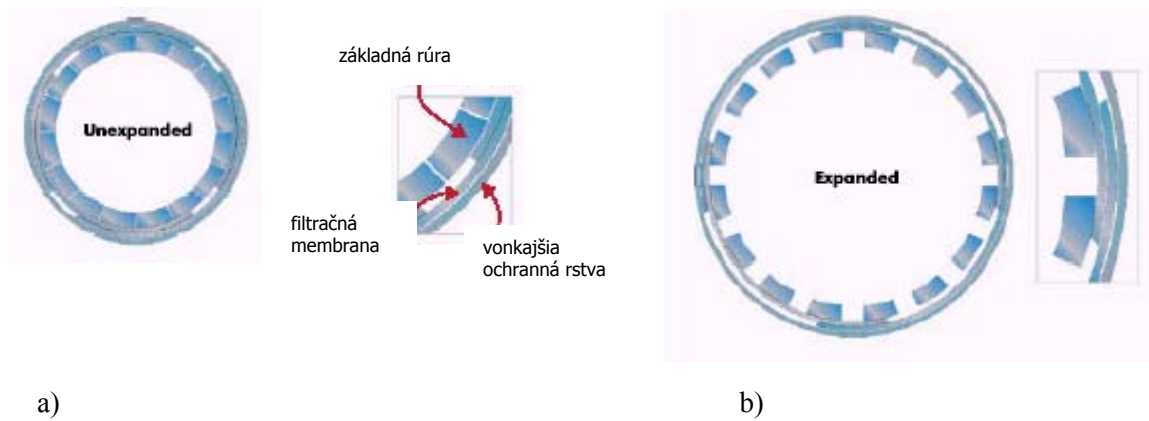 základná rúra
Unexpanded
Expanded
filtračná
membrana
vonkajšia
ochranná rstva
a)
b)